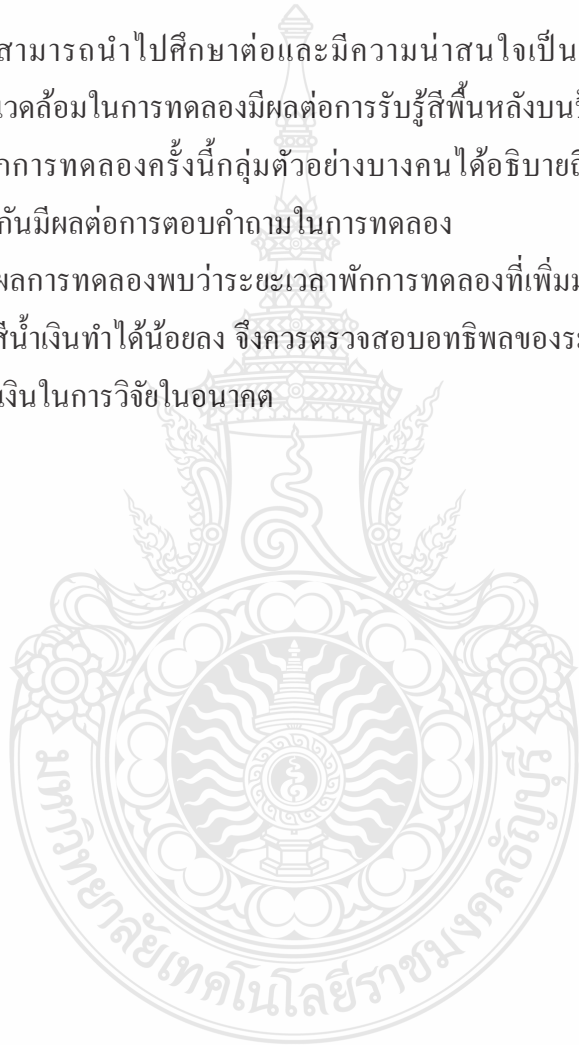 สามารถนำไปศึกษาต่อและมีความน่าสนใจเป็น
แวดล้อมในการทดลองมีผลต่อการรับรู้สีพื้นหลังบน
การทดลองครั้งนี้กลุ่มตัวอย่างบางคนได้อธิบาย
กันมีผลต่อการตอบคำถามในการทดลอง
ผลการทดลองพบว่าระยะเวลาพักการทดลองที่เพิ่ม
สีน้ำเงินทำได้น้อยลง จึงควรตรวจสอบอทธิพลของ
เงินในการวิจัยในอนาคต
มหาวิทยาลัยเทคโนโลยีราชมงคลธัญบุรี